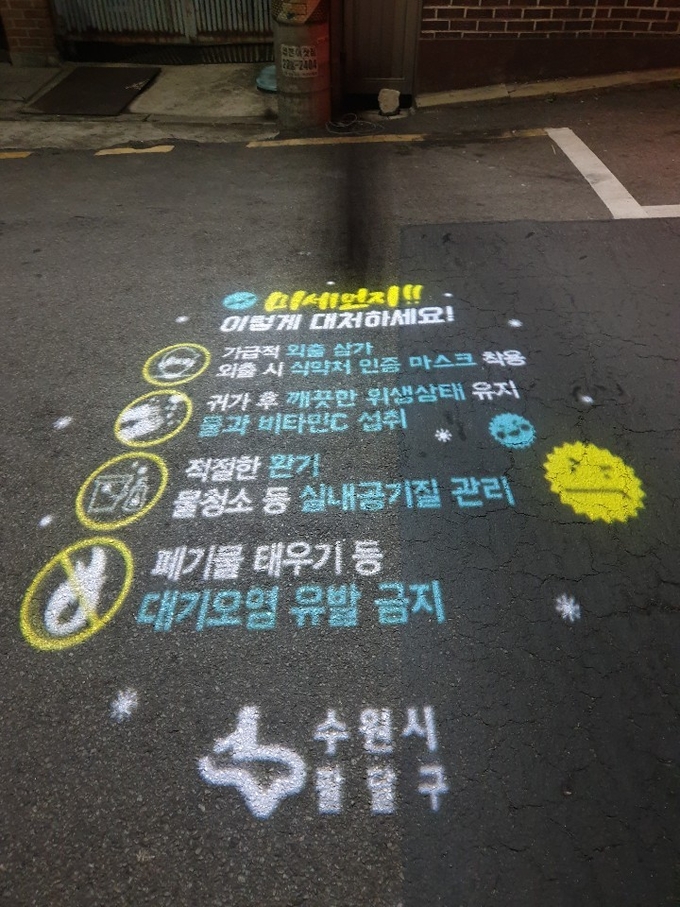 미세먼지!!
이렇게 대처하세요!
가급적 외출 삼가
외출 시 식약처 인증 마스크 착용
귀가 후 깨끗한 위생상태 유지
물과 비타민C 섭취
적절한 환기
물청소 등 실내공기질 관리
폐기물 태우기 등
대기오염 유발 금지
수원시
팔달구